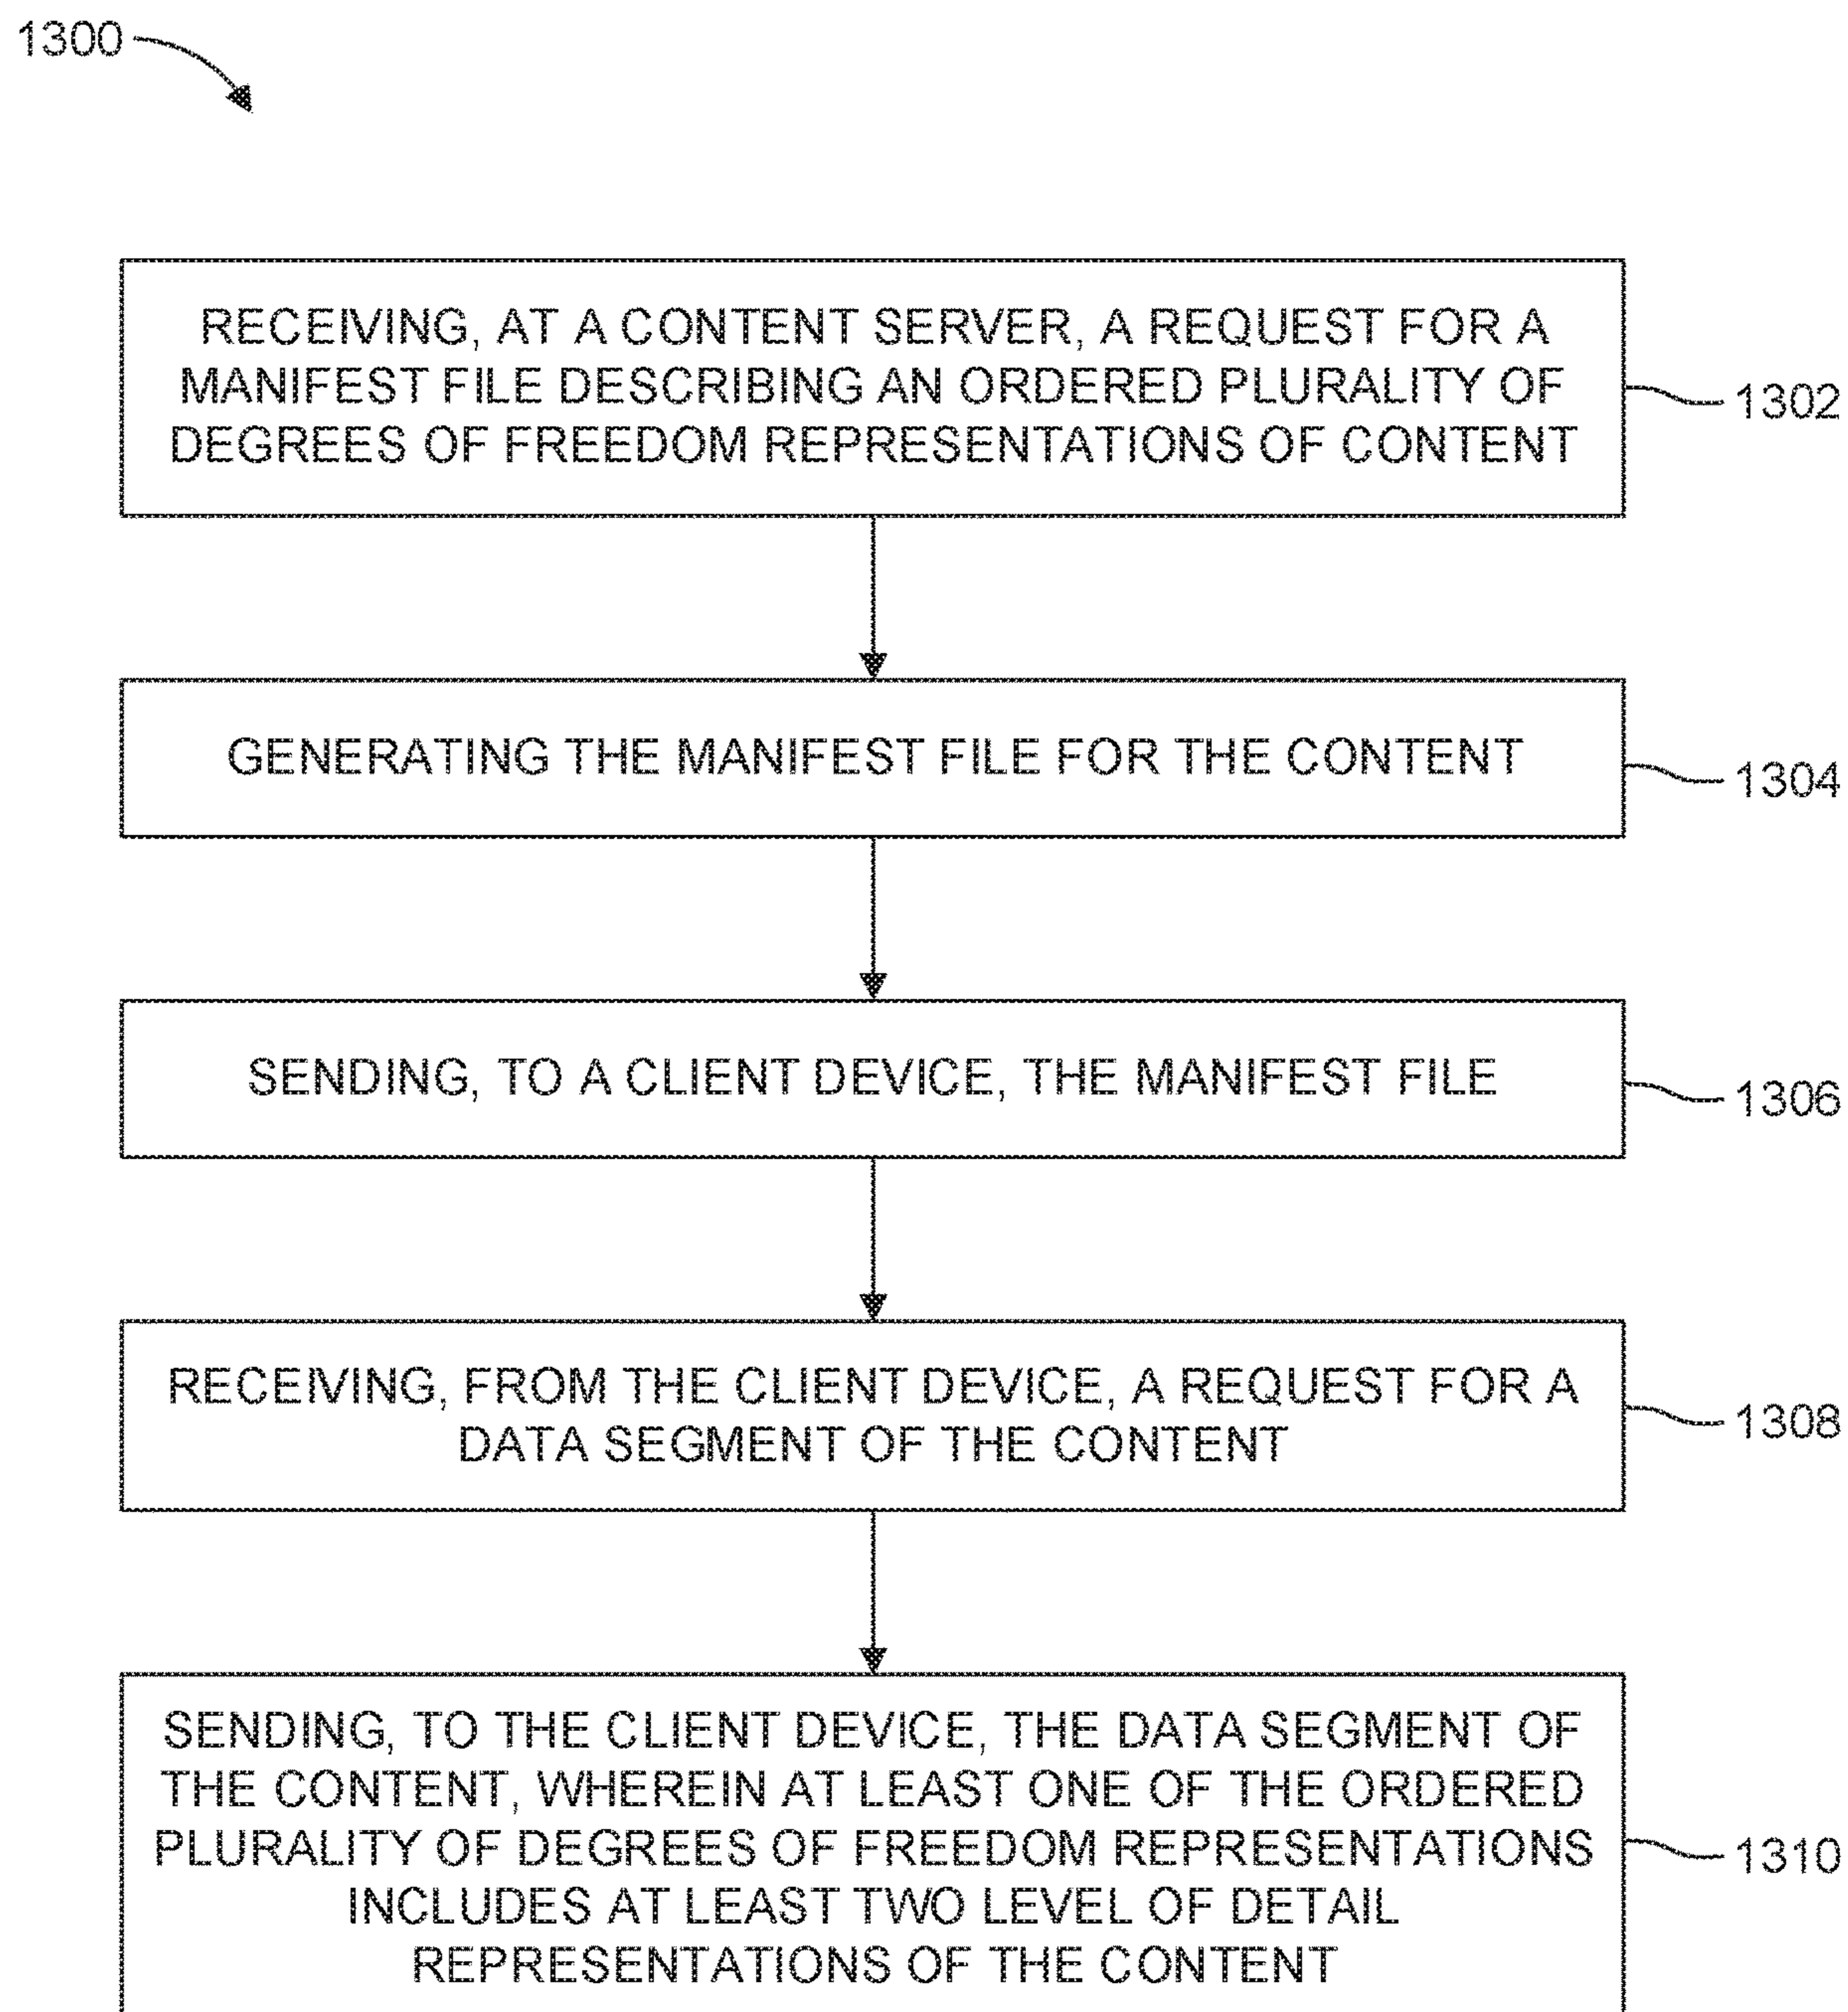 1300
RECEIVING, AT A CONTENT SERVER, A REQUEST FOR A
MANIFEST FILE DESCRIBING AN ORDERED PLURALITY OF
DEGREES OF FREEDOM REPRESENTATIONS OF CONTENT
1302
GENERATING THE MANIFEST FILE FOR THE CONTENT
1304
SENDING, TO A CLIENT DEVICE, THE MANIFEST FILE
1306
RECEIVING, FROM THE CLIENT DEVICE, A REQUEST FOR A
DATA SEGMENT OF THE CONTENT
1308
SENDING, TO THE CLIENT DEVICE, THE DATA SEGMENT OF
THE CONTENT, WHEREIN AT LEAST ONE OF THE ORDERED
PLURALITY OF DEGREES OF FREEDOM REPRESENTATIONS
INCLUDES AT LEAST TWO LEVEL OF DETAIL
REPRESENTATIONS OF THE CONTENT
1310